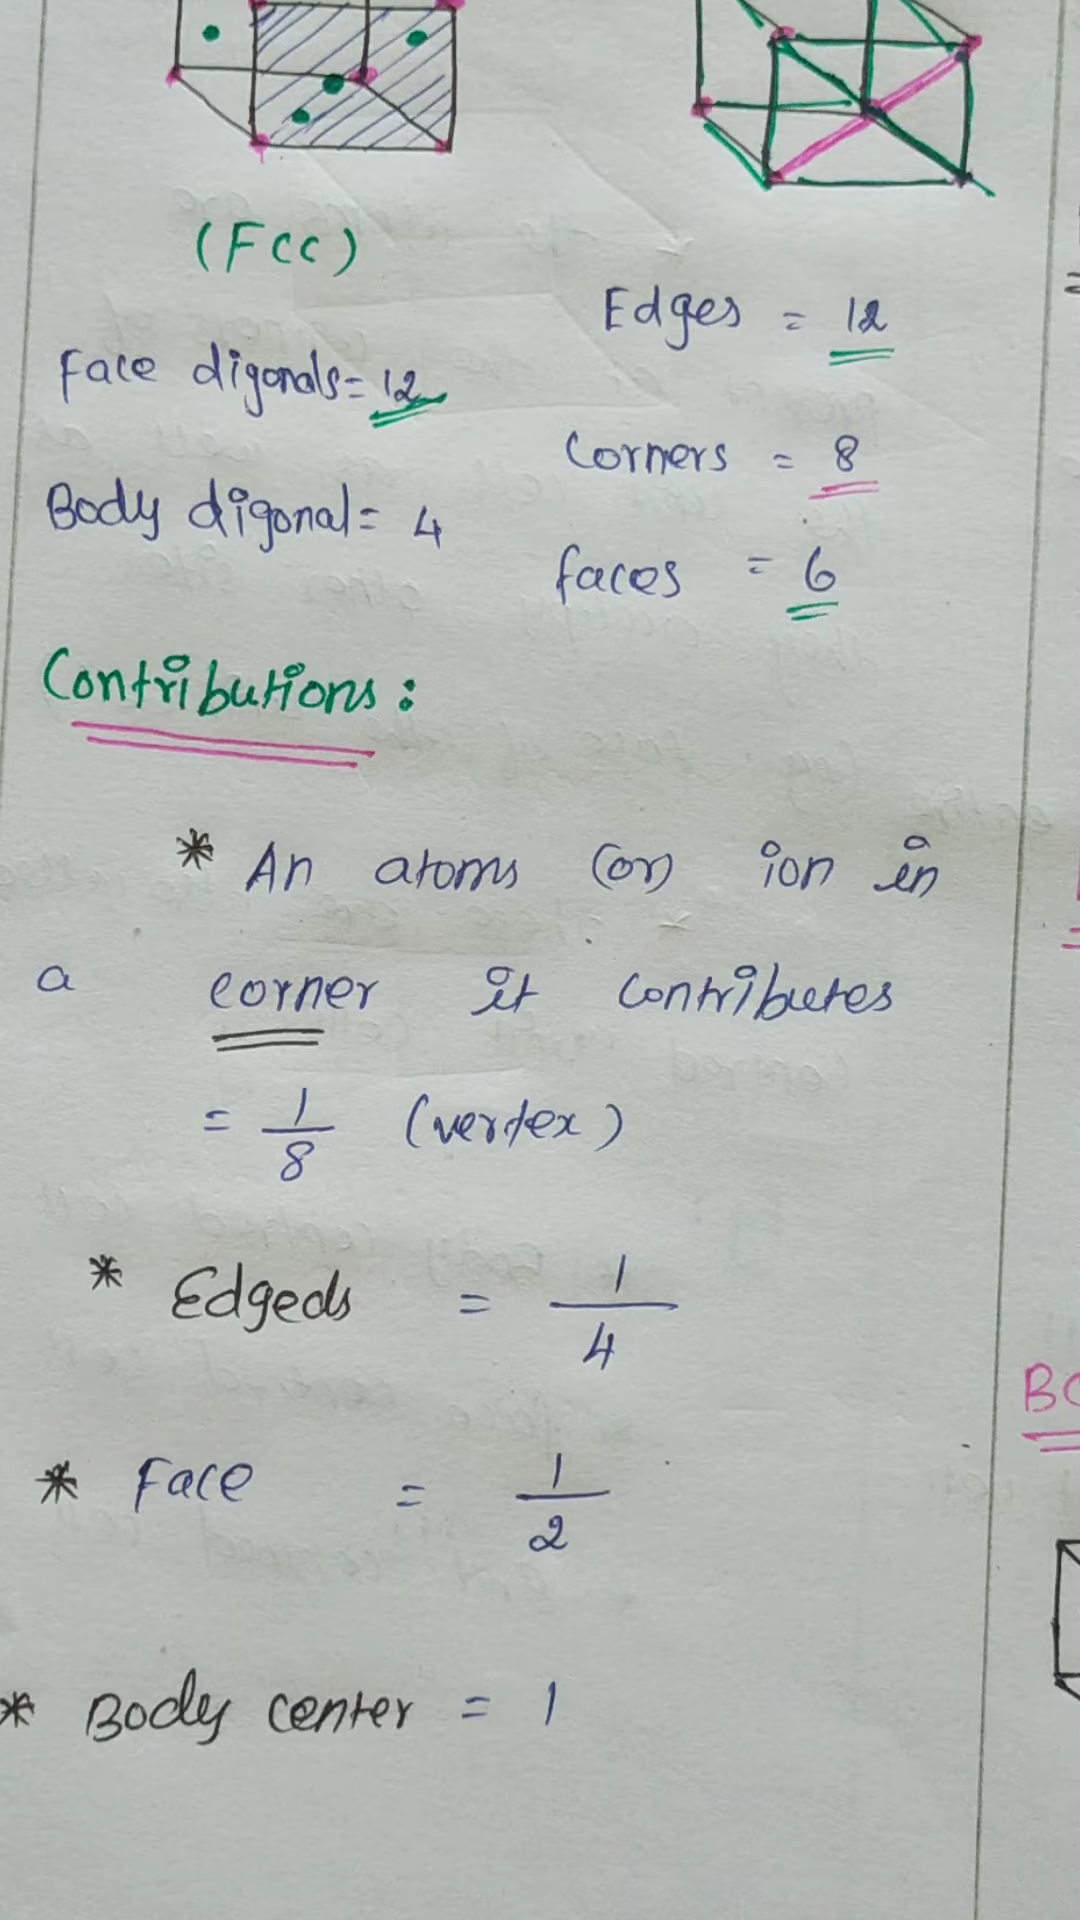 (Fcc)
Edges = 12
Face digonals = 12
Corners = 8
Body digonal = 4
faces = 6
Contributions :
* An atoms (or) ion in
a corner it contributes
= 1/8 (vertex)
* Edgeds = 1/4
* Face = 1/2
BC
* Body center = 1